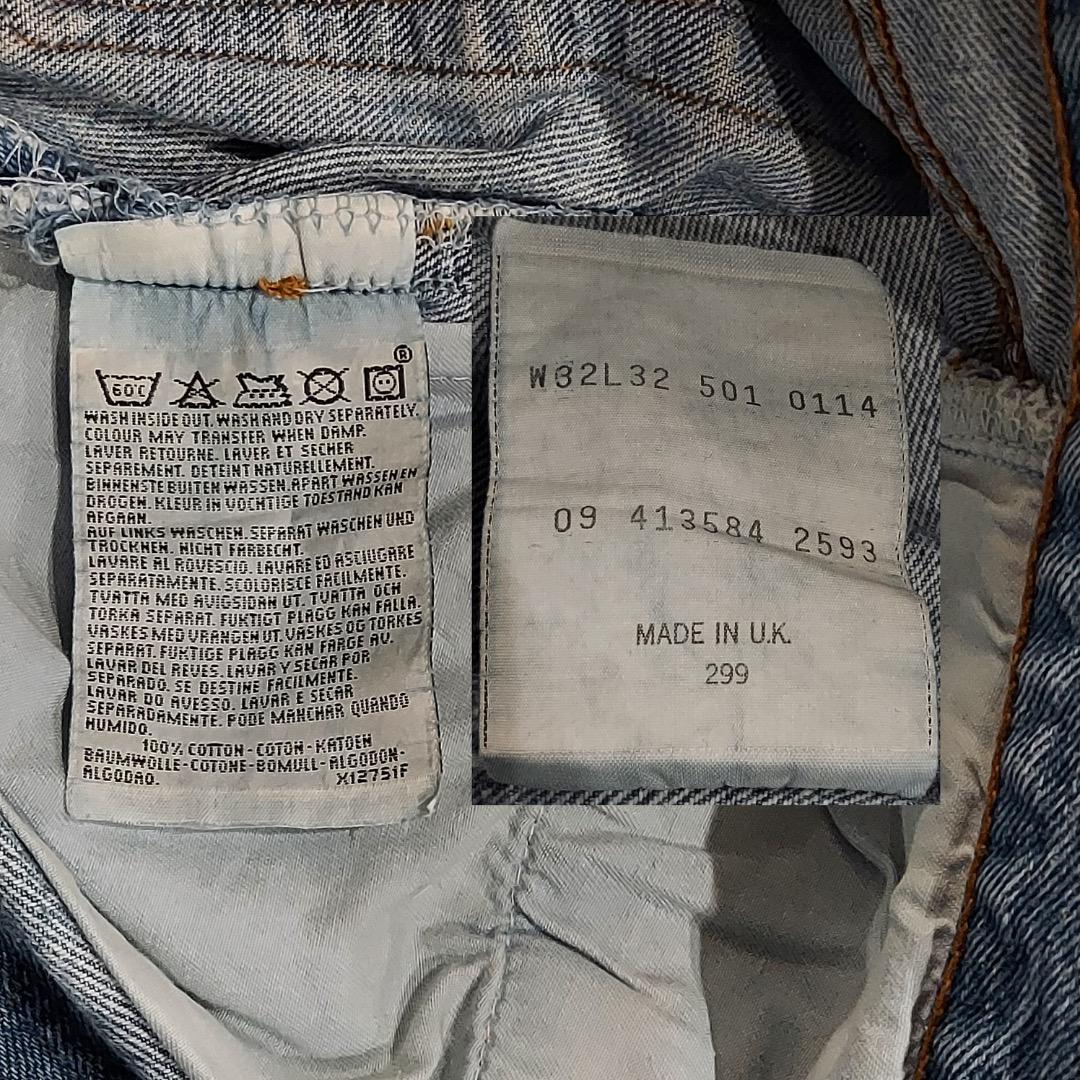 60C
®
WASH INSIDE OUT. WASH AND DRY SEPARATELY.
COLOUR MAY TRANSFER WHEN DAMP.
LAVER RETOURNE. LAVER ET SECHER
SEPAREMENT. DETEINT NATURELLEMENT.
BINNENSTE BUITEN WASSEN. APART WASSEN EN
DROGEN. KLEUR IN VOCHTIGE TOESTAND KAN
AFGAAN.
AUF LINKS WASCHEN. SEPARAT WASCHEN UND
TROCKNEN. NICHT FARBECHT.
LAVARE AL ROVESCIO. LAVARE ED ASCIUGARE
SEPARATAMENTE. SCOLORISCE FACILMENTE.
TVATTA MED AVIGSIDAN UT. TVATTA OCH
TORKA SEPARAT. FUKTIGT PLAGG KAN FALLA.
VASKES MED VRANGEN UT. VASKES OG TORKES
SEPARAT. FUKTIGE PLAGG KAN FARGE AV.
LAVAR DEL REVES. LAVAR Y SECAR POR
SEPARADO. SE DESTINE FACILMENTE.
LAVAR DO AVESSO. LAVAR E SECAR
SEPARADAMENTE. PODE MANCHAR QUANDO
HUMIDO.
100% COTTON - COTON - KATOEN
BAUMWOLLE - COTONE - BOMULL - ALGODON -
ALGODAO. X12751F
W32L32 501 0114
09 413584 2593
MADE IN U.K.
299